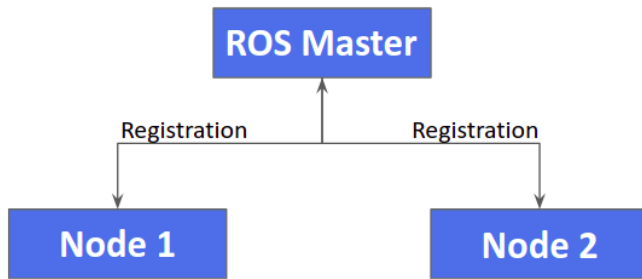 ROS Master
Registration
Registration
Node 1
Node 2